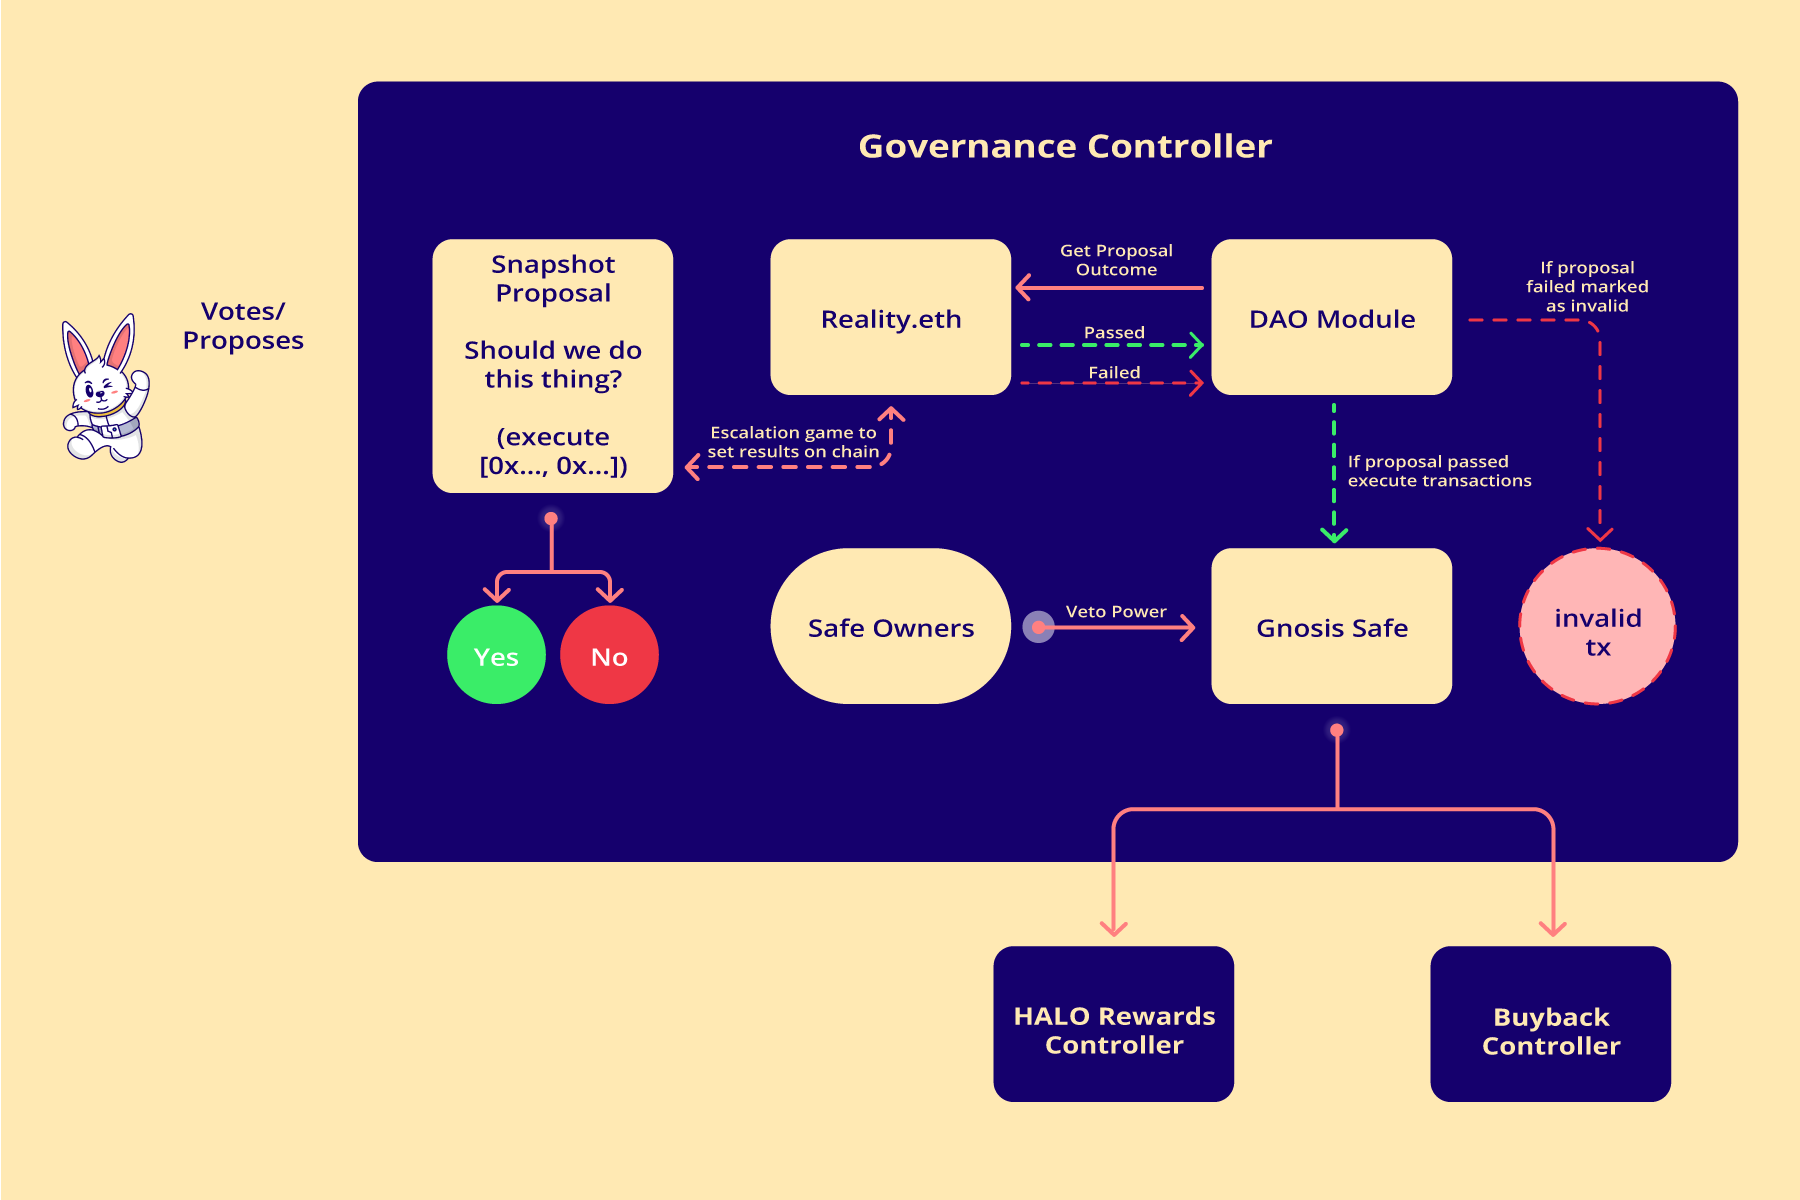 Governance Controller
Votes/
Proposes
Snapshot
Proposal
Should we do
this thing?
(execute
[0x..., 0x...])
Yes
No
Escalation game to
set results on chain
Reality.eth
Get Proposal
Outcome
Passed
Failed
DAO Module
If proposal
failed marked
as invalid
If proposal passed
execute transactions
Safe Owners
Veto Power
Gnosis Safe
invalid
tx
HALO Rewards
Controller
Buyback
Controller